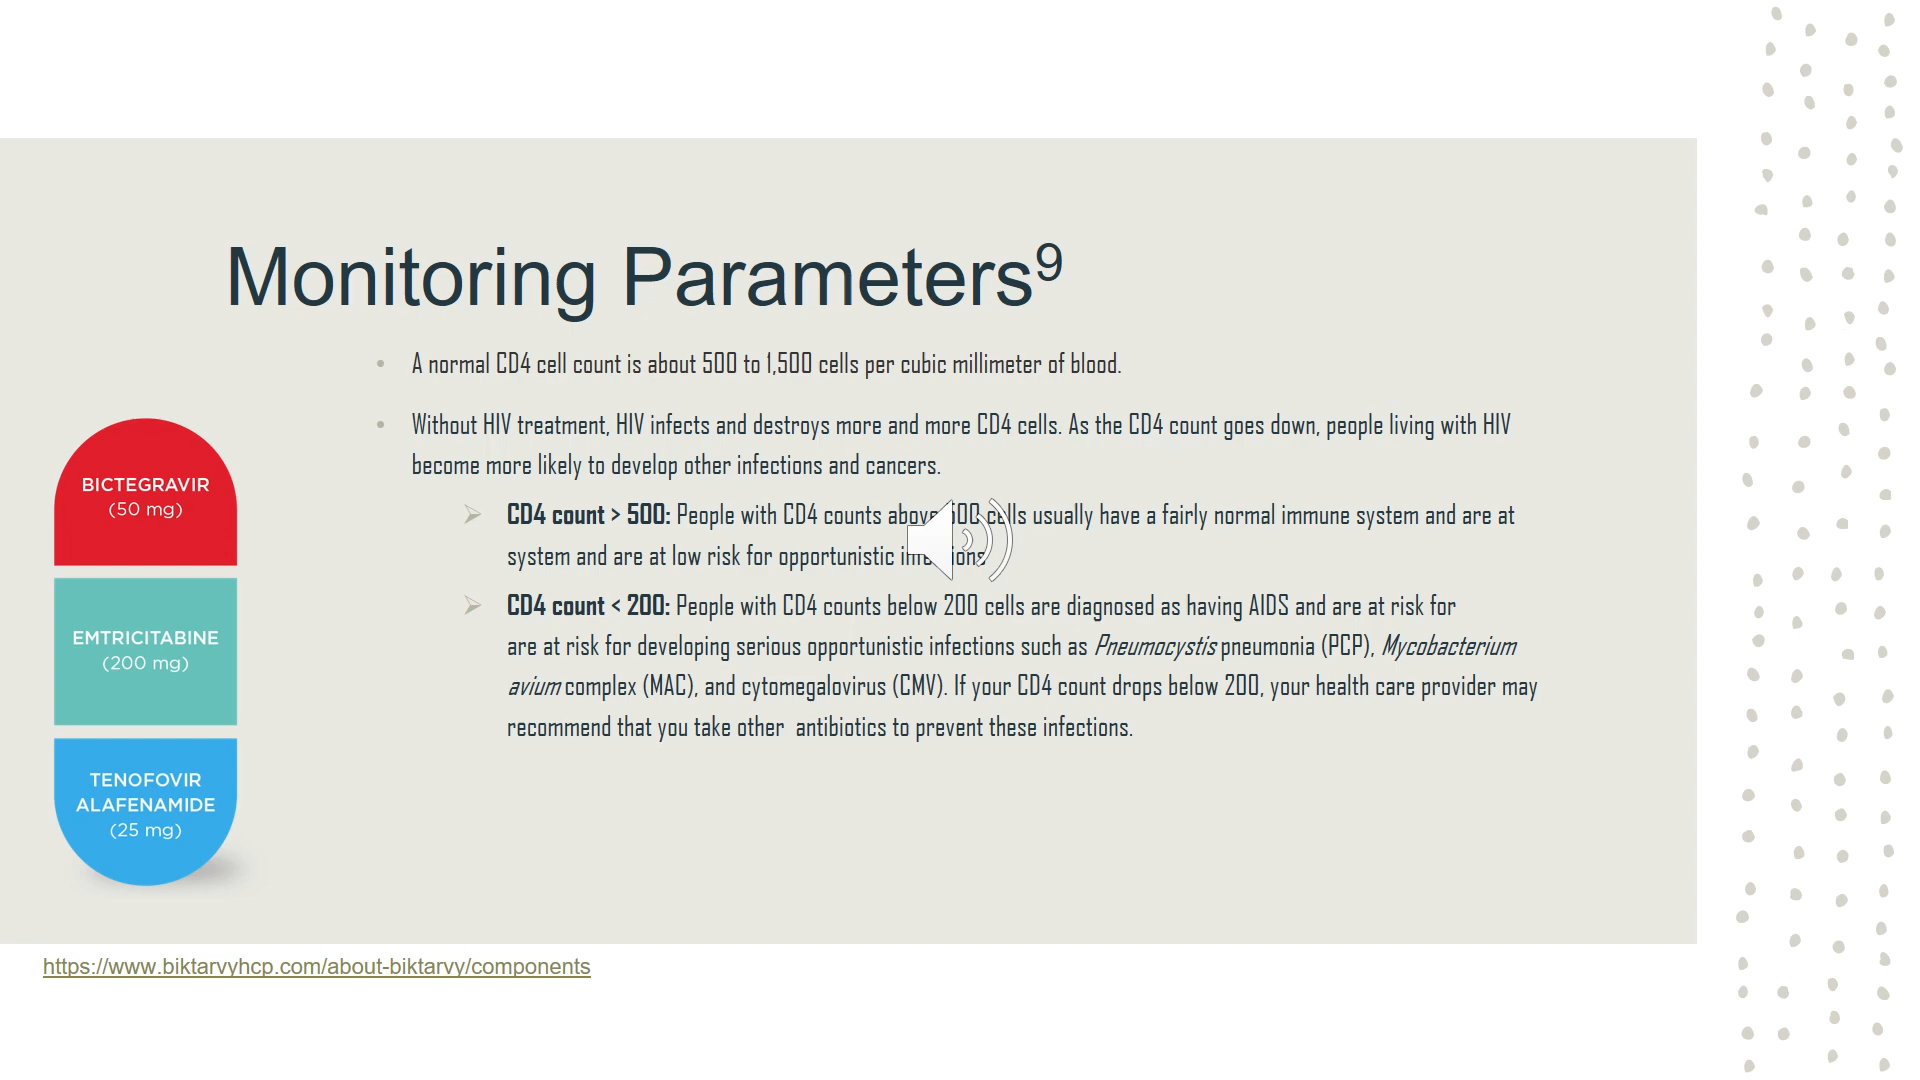 Monitoring Parameters9
A normal CD4 cell count is about 500 to 1,500 cells per cubic millimeter of blood.
Without HIV treatment, HIV infects and destroys more and more CD4 cells. As the CD4 count goes down, people living with HIV
become more likely to develop other infections and cancers.
CD4 count > 500: People with CD4 counts above 500 cells usually have a fairly normal immune system and are at
system and are at low risk for opportunistic infections
CD4 count < 200: People with CD4 counts below 200 cells are diagnosed as having AIDS and are at risk for
are at risk for developing serious opportunistic infections such as Pneumocystis pneumonia (PCP), Mycobacterium
avium complex (MAC), and cytomegalovirus (CMV). If your CD4 count drops below 200, your health care provider may
recommend that you take other antibiotics to prevent these infections.
BICTEGRAVIR
(50 mg)
EMTRICITABINE
(200 mg)
TENOFOVIR
ALAFENAMIDE
(25 mg)
https://www.biktarvyhcp.com/about-biktarvy/components